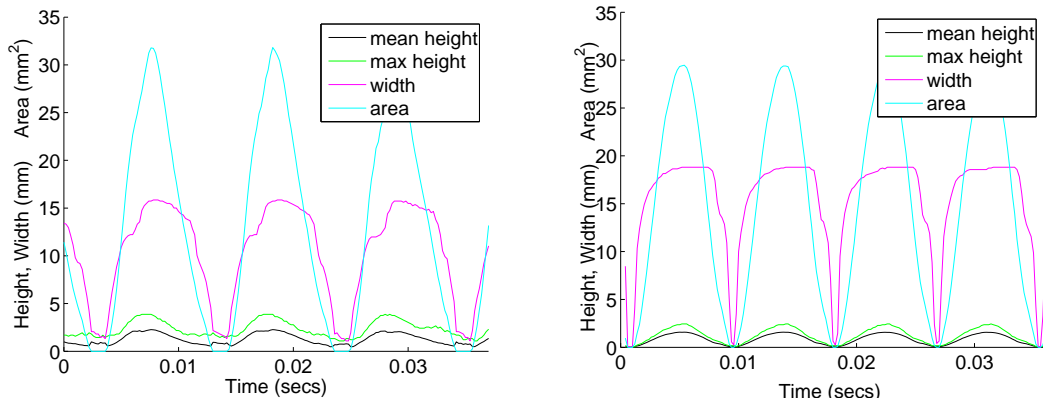 35
30
25
20
15
10
5
0
Height, Width (mm)    Area (mm²)
mean height
max height
width
area
0 0.01 0.02 0.03
Time (secs)
35
30
25
20
15
10
5
0
Height, Width (mm)    Area (mm²)
mean height
max height
width
area
0 0.01 0.02 0.03
Time (secs)